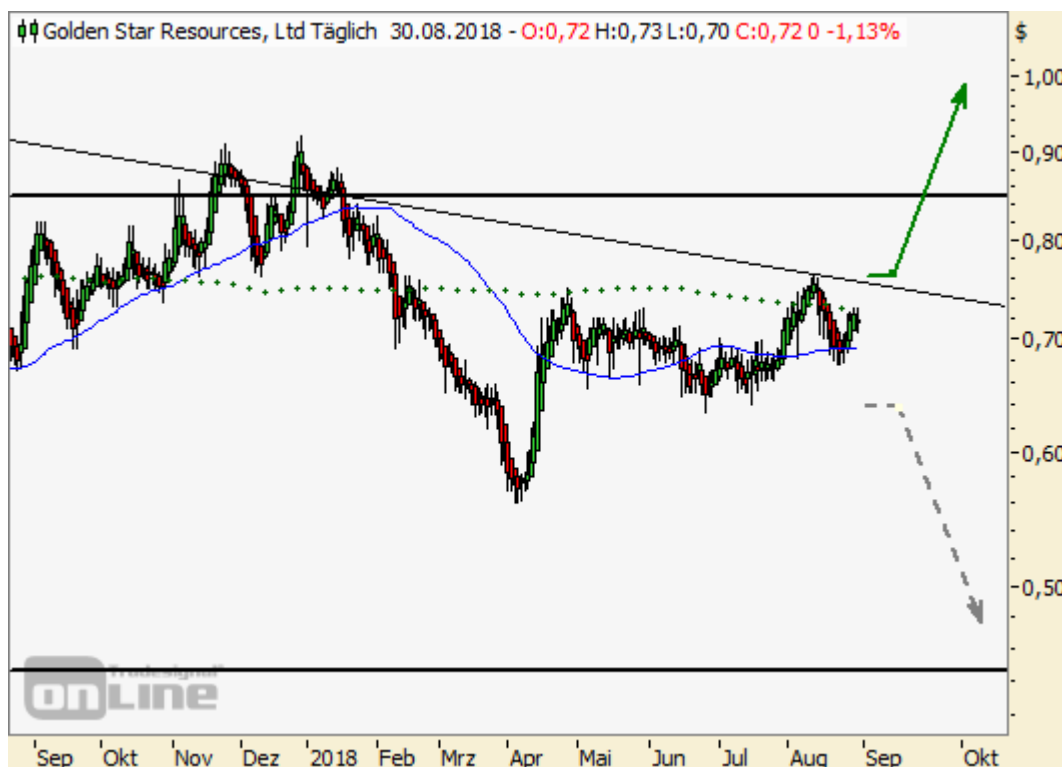 Golden Star Resources, Ltd Täglich 30.08.2018 - O:0,72 H:0,73 L:0,70 C:0,72 0 -1,13%
$
1,00
0,90
0,80
0,70
0,60
0,50
Tradesignal®
onLine
Sep Okt Nov Dez 2018 Feb Mrz Apr Mai Jun Jul Aug Sep Okt